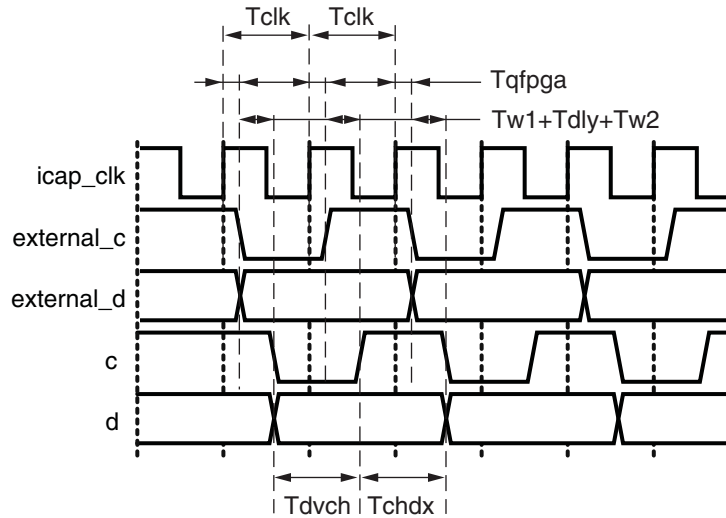 Tclk Tclk
Tqfpga
Tw1+Tdly+Tw2
icap_clk
external_c
external_d
c
d
Tdvch Tchdx